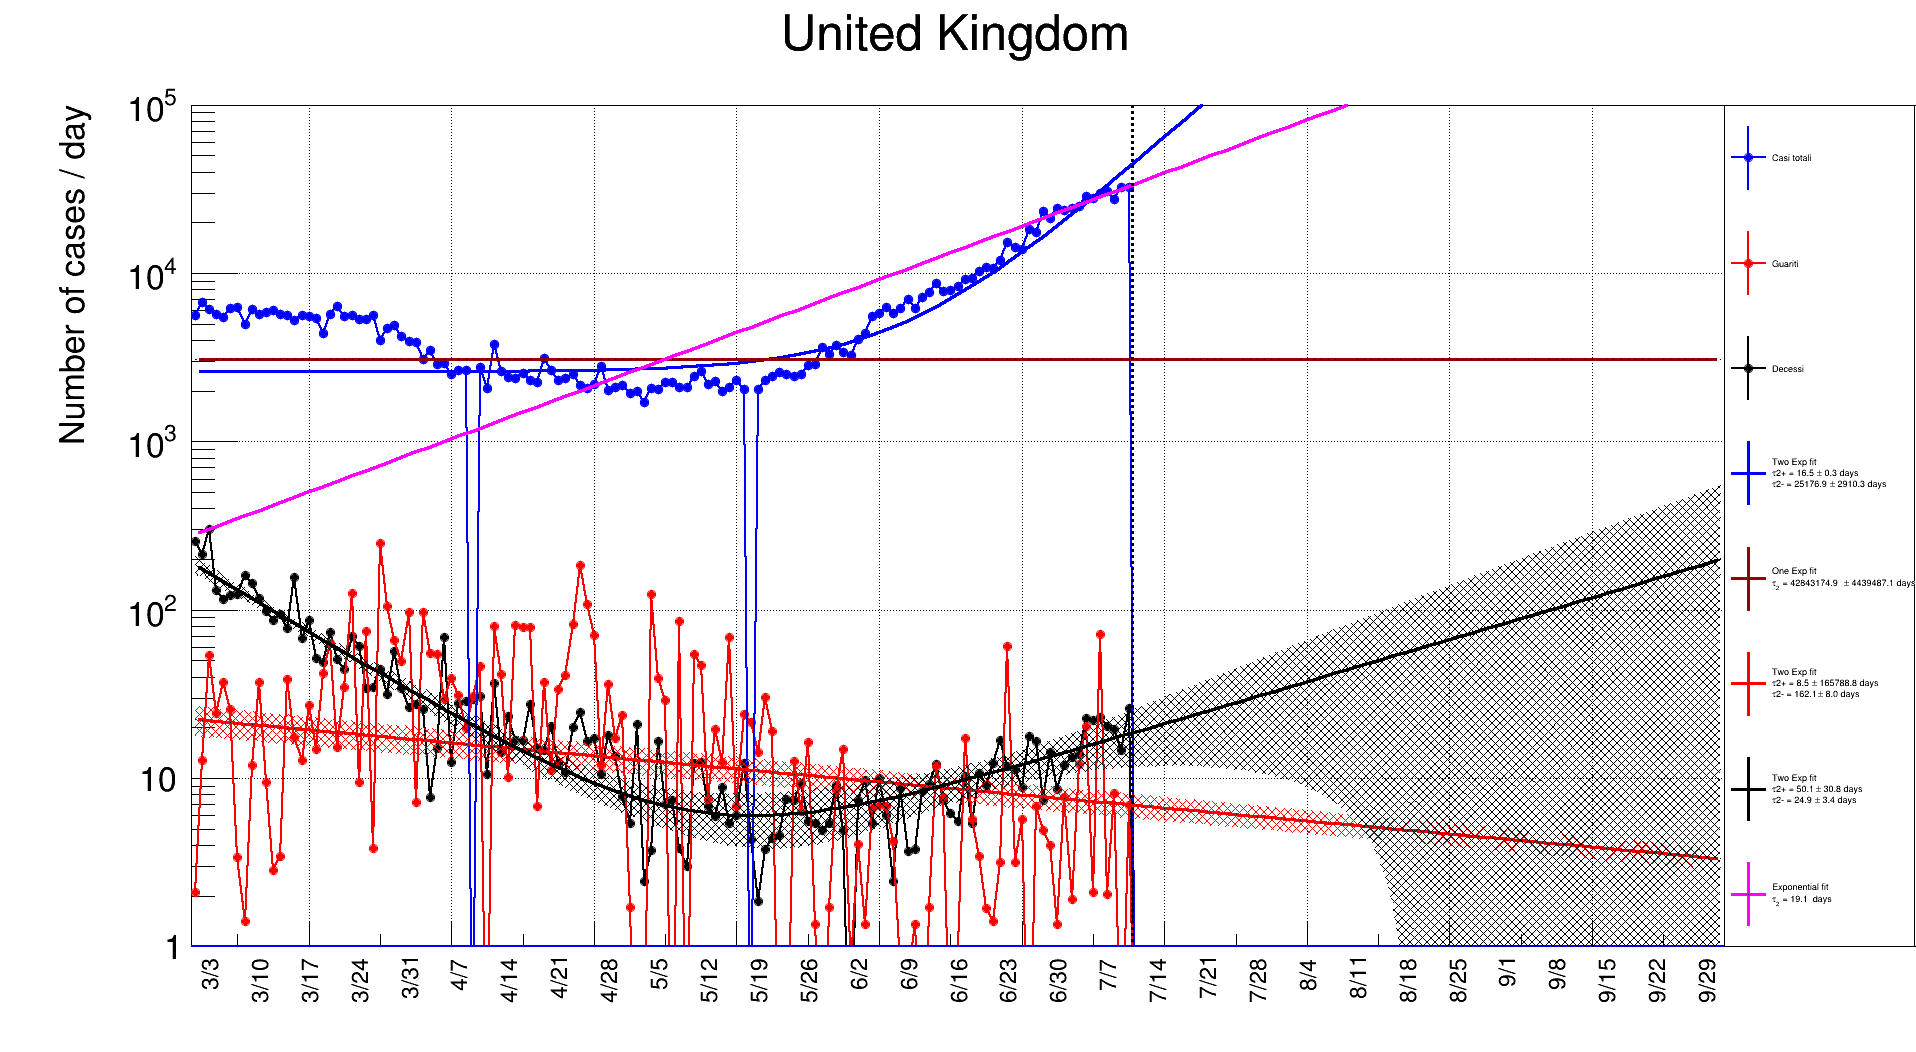 United Kingdom
Number of cases / day
10^5
10^4
10^3
10^2
10
1
3/3 3/10 3/17 3/24 3/31 4/7 4/14 4/21 4/28 5/5 5/12 5/19 5/26 6/2 6/9 6/16 6/23 6/30 7/7 7/14 7/21 7/28 8/4 8/11 8/18 8/25 9/1 9/8 9/15 9/22 9/29
Casi totali
Guariti
Decessi
Two Exp fit
τ2+ = 16.5 ± 0.3 days
τ2- = 25176.9 ± 2910.3 days
One Exp fit
τ₂ = 42843174.9 ± 4439487.1 days
Two Exp fit
τ2+ = 8.5 ± 165788.8 days
τ2- = 162.1 ± 8.0 days
Two Exp fit
τ2+ = 50.1 ± 30.8 days
τ2- = 24.9 ± 3.4 days
Exponential fit
τ₂ = 19.1 days